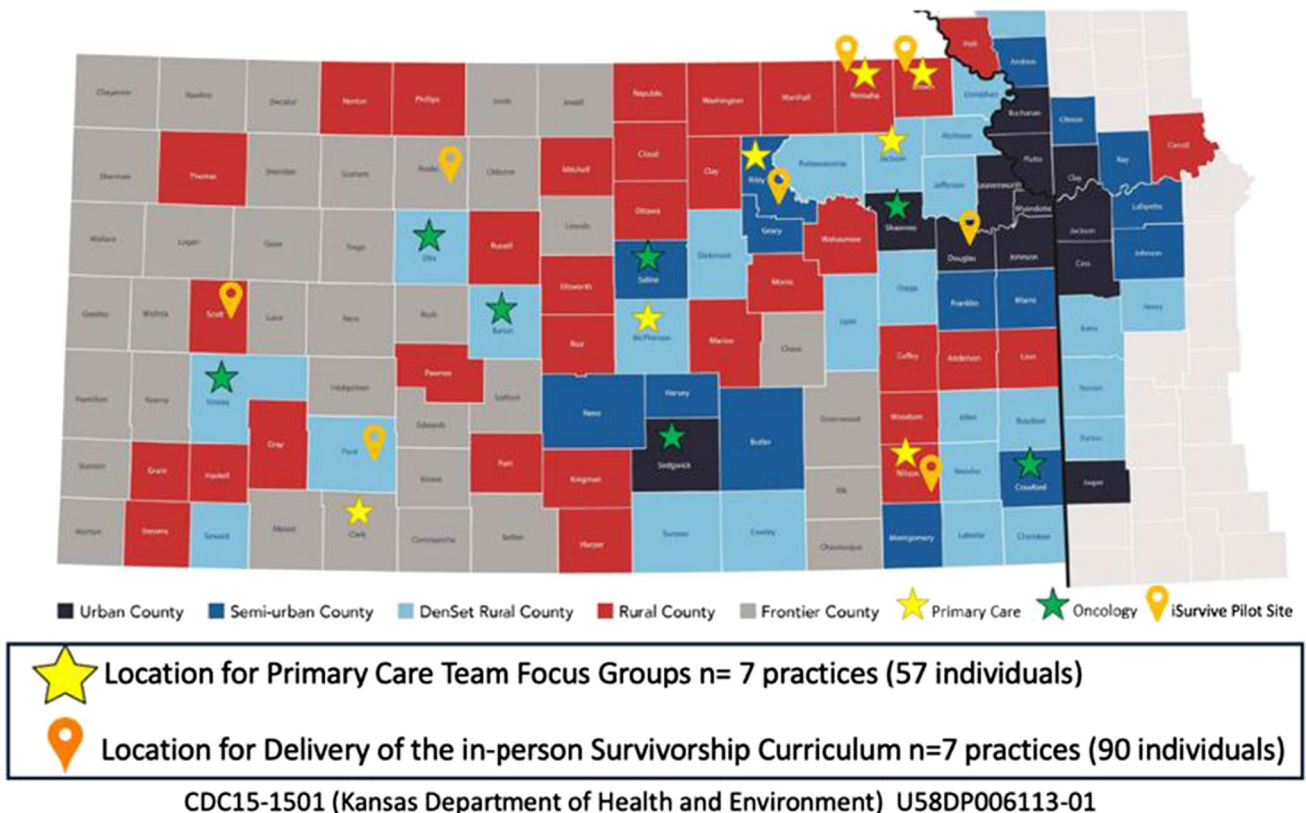 Cheyenne Rawlins Decatur Norton Phillips Smith Jewell Republic Washington Marshall Nemaha Brown Doniphan Holt Andrew
Buchanan Clinton
Sherman Thomas Sheridan Graham Rooks Osborne Mitchell Cloud Clay Riley Pottawatomie Jackson Atchison Jefferson Leavenworth Platte Clay Ray Carroll
Wyandotte
Ottawa Lincoln
Wallace Logan Gove Trego Ellis Russell Saline Dickinson Geary Wabaunsee Shawnee Douglas Johnson Jackson Lafayette
Cass Johnson
Ellsworth Morris Osage Franklin Miami
Greeley Wichita Scott Lane Ness Rush Barton McPherson Marion Chase Lyon Bates Henry
Rice Coffey Anderson Linn
Pawnee
Hamilton Kearny Finney Hodgeman Stafford Reno Harvey Greenwood Woodson Allen Bourbon Vernon
Edwards Butler Barton
Stanton Grant Haskell Gray Ford Kiowa Pratt Kingman Sedgwick Elk Wilson Neosho Crawford Jasper
Morton Stevens Seward Meade Clark Comanche Barber Harper Sumner Cowley Chautauqua Montgomery Labette Cherokee
Urban County Semi-urban County DenSet Rural County Rural County Frontier County Primary Care Oncology iSurvive Pilot Site
Location for Primary Care Team Focus Groups n= 7 practices (57 individuals)
Location for Delivery of the in-person Survivorship Curriculum n=7 practices (90 individuals)
CDC15-1501 (Kansas Department of Health and Environment) U58DP006113-01